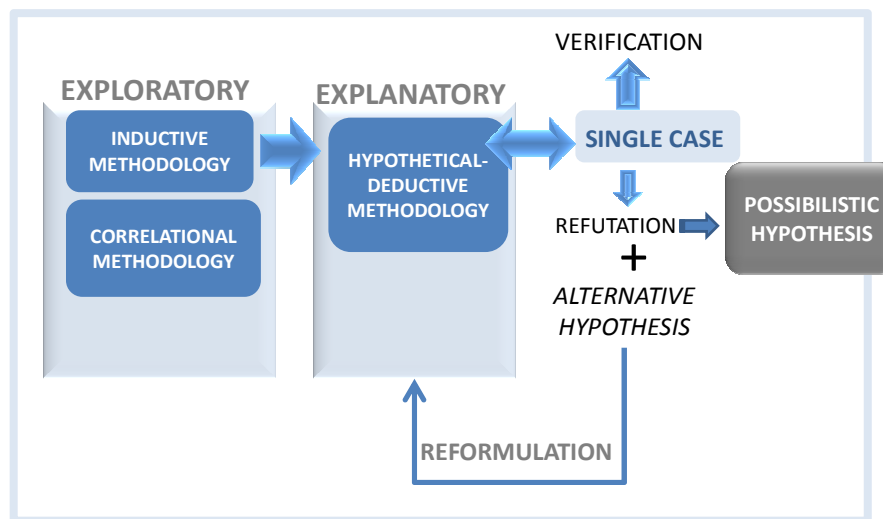 EXPLORATORY
INDUCTIVE
METHODOLOGY
CORRELATIONAL
METHODOLOGY
EXPLANATORY
HYPOTHETICAL-
DEDUCTIVE
METHODOLOGY
VERIFICATION
SINGLE CASE
REFUTATION
+
ALTERNATIVE
HYPOTHESIS
POSSIBILISTIC
HYPOTHESIS
REFORMULATION